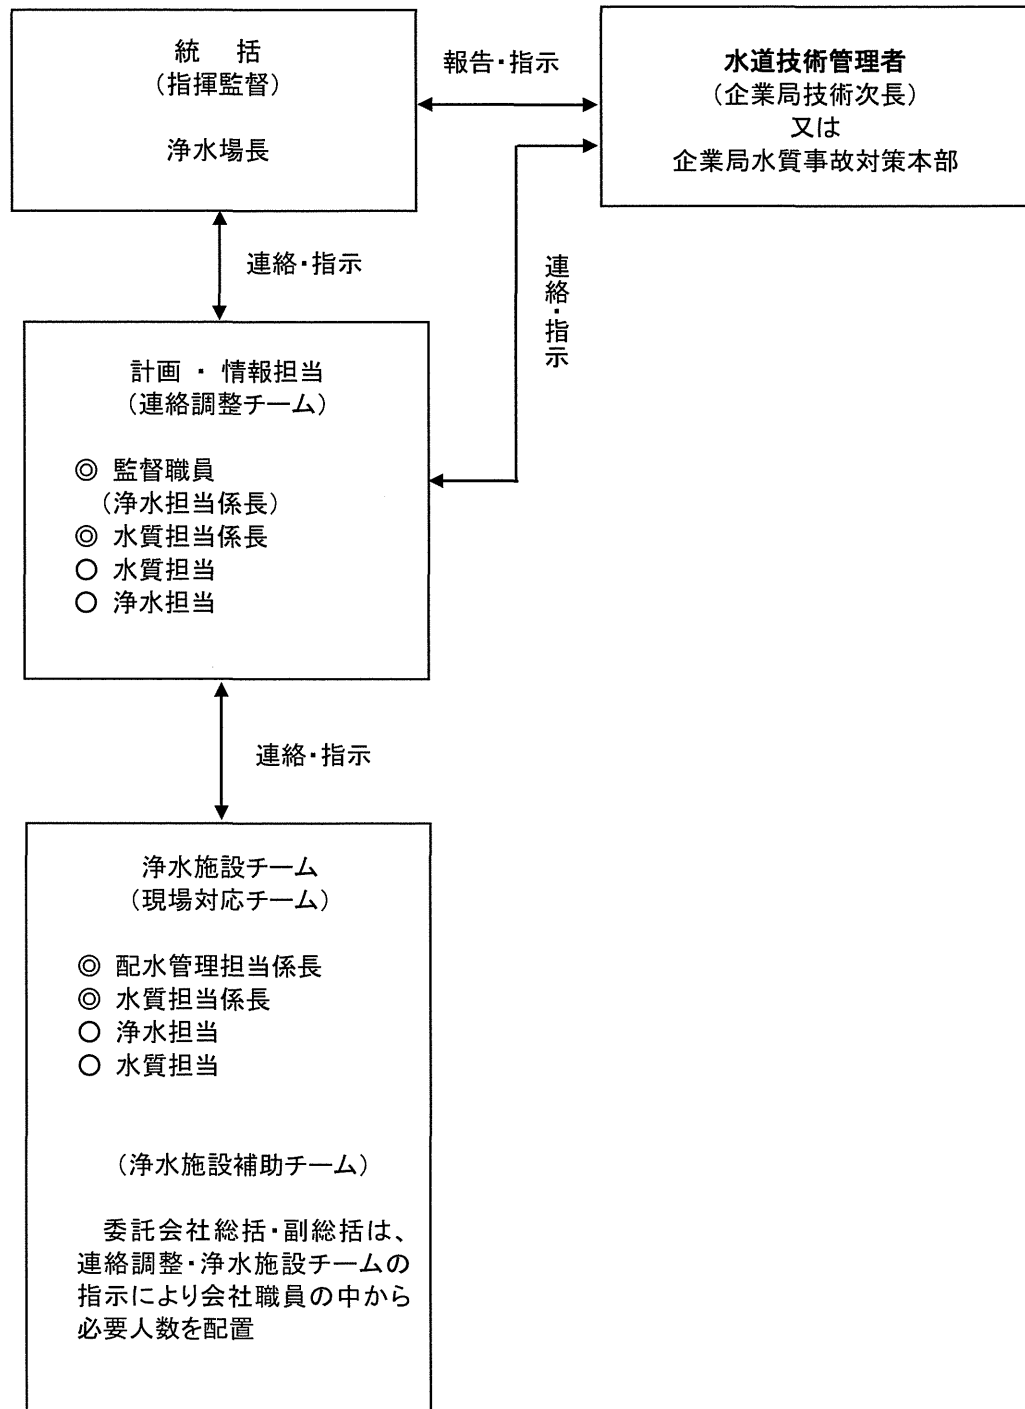 統　括
（指揮監督）
浄水場長
報告・指示
水道技術管理者
（企業局技術次長）
又は
企業局水質事故対策本部
連絡・指示
連絡・指示
計画 ・ 情報担当
（連絡調整チーム）
◎ 監督職員
（浄水担当係長）
◎ 水質担当係長
○ 水質担当
○ 浄水担当
連絡・指示
浄水施設チーム
（現場対応チーム）
◎ 配水管理担当係長
◎ 水質担当係長
○ 浄水担当
○ 水質担当
（浄水施設補助チーム）
委託会社総括・副総括は、
連絡調整・浄水施設チームの
指示により会社職員の中から
必要人数を配置